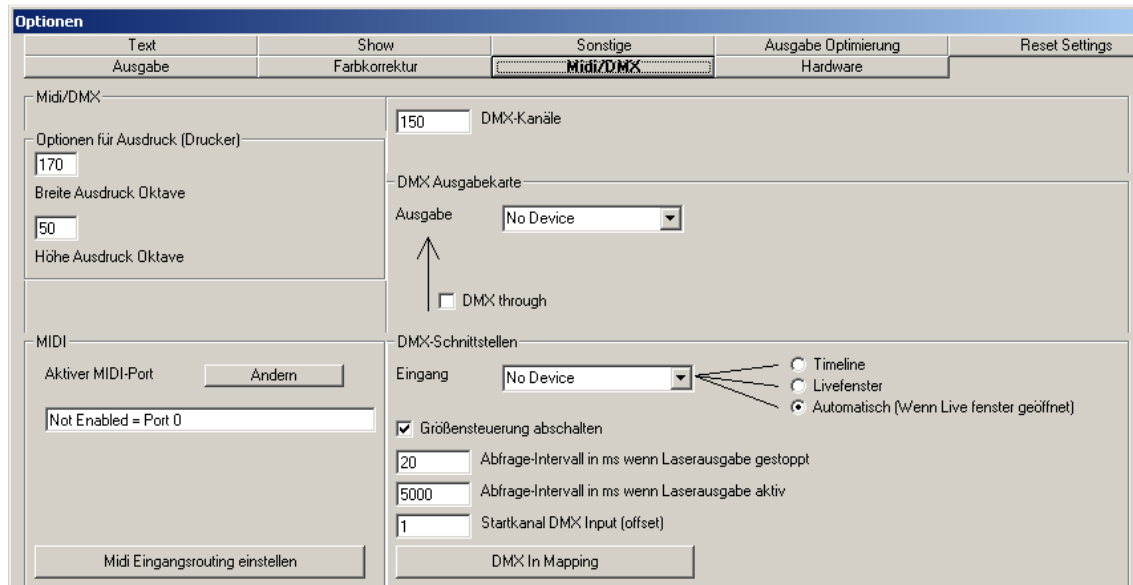 Optionen
Text Show Sonstige Ausgabe Optimierung Reset Settings
Ausgabe Farbkorrektur Midi/DMX Hardware
Midi/DMX
150 DMX-Kanäle
Optionen für Ausdruck (Drucker)
170
Breite Ausdruck Oktave
50
Höhe Ausdruck Oktave
DMX Ausgabekarte
Ausgabe No Device
DMX through
MIDI
Aktiver MIDI-Port Andern
Not Enabled = Port 0
Midi Eingangsrouting einstellen
DMX-Schnittstellen
Eingang No Device
Timeline
Livefenster
Automatisch (Wenn Live fenster geöffnet)
Größensteuerung abschalten
20 Abfrage-Intervall in ms wenn Laserausgabe gestoppt
5000 Abfrage-Intervall in ms wenn Laserausgabe aktiv
1 Startkanal DMX Input (offset)
DMX In Mapping